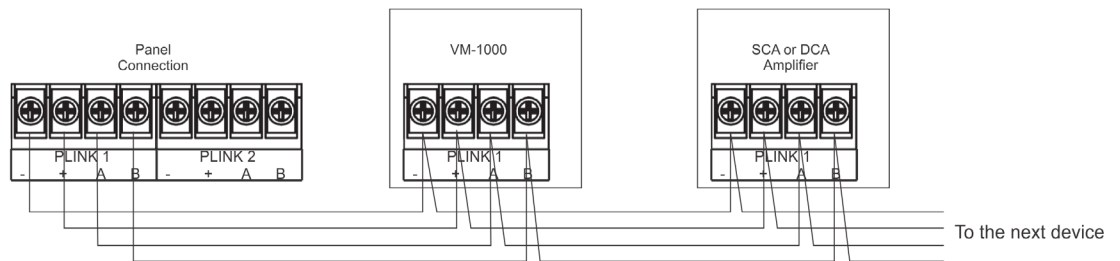 Panel
Connection
VM-1000
SCA or DCA
Amplifier
PLINK 1 PLINK 2
- + A B - + A B
PLINK 1
- + A B
PLINK 1
- + A B
To the next device